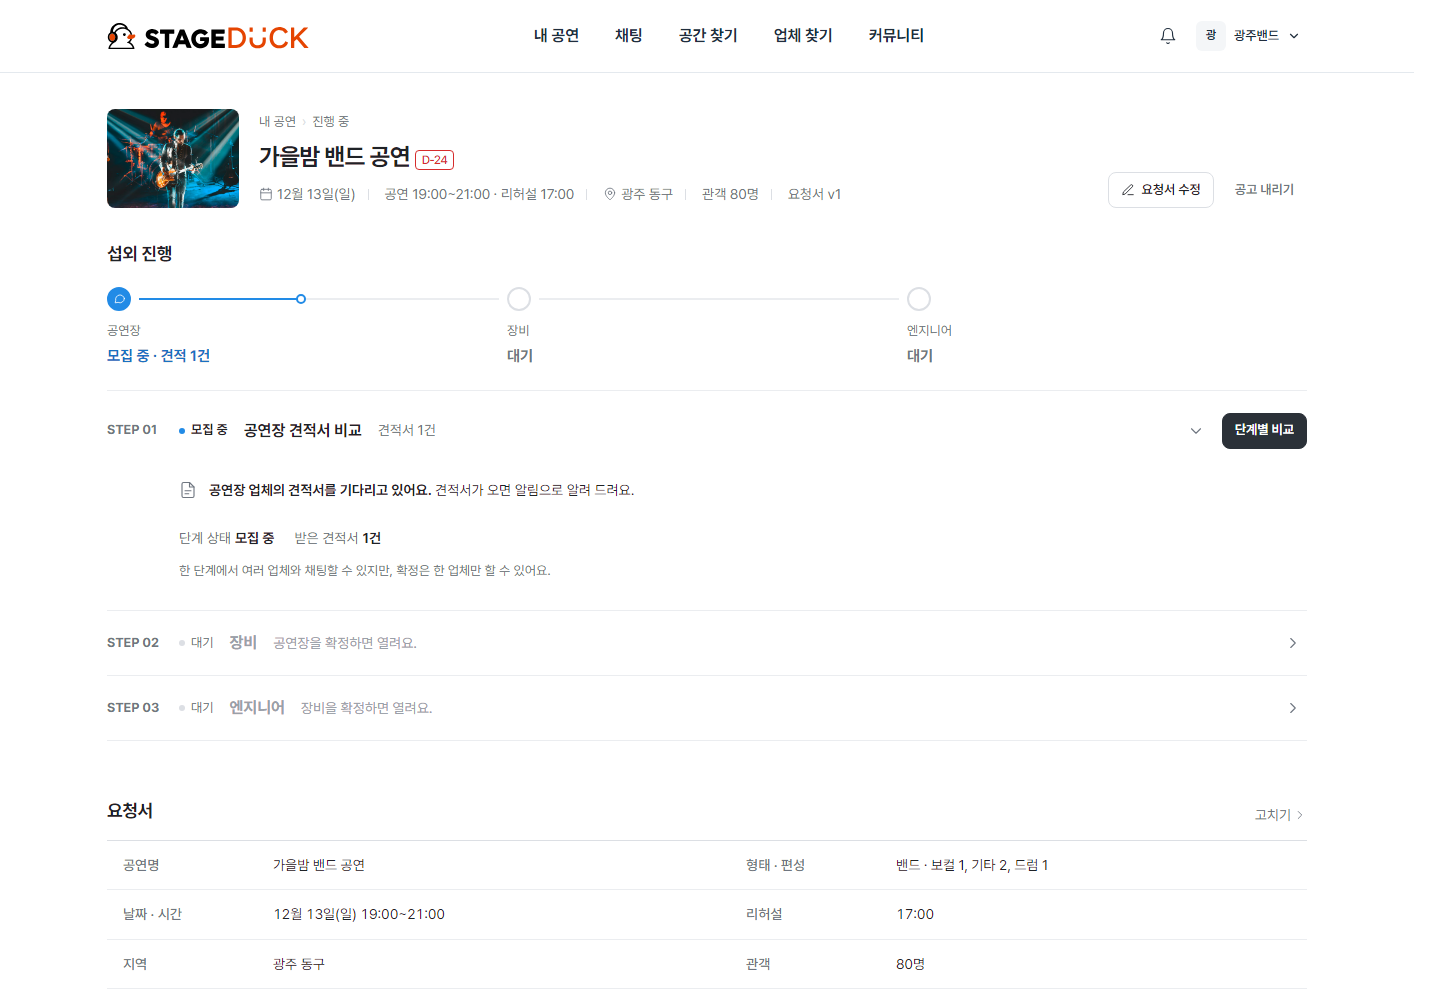 STAGEDUCK
내 공연 채팅 공간 찾기 업체 찾기 커뮤니티
광 광주밴드
내 공연 › 진행 중
가을밤 밴드 공연 D-24
12월 13일(일) 공연 19:00~21:00 · 리허설 17:00 광주 동구 관객 80명 요청서 v1
요청서 수정 공고 내리기
섭외 진행
공연장 장비 엔지니어
모집 중 · 견적 1건 대기 대기
STEP 01 모집 중 공연장 견적서 비교 견적서 1건 단계별 비교
공연장 업체의 견적서를 기다리고 있어요. 견적서가 오면 알림으로 알려 드려요.
단계 상태 모집 중 받은 견적서 1건
한 단계에서 여러 업체와 채팅할 수 있지만, 확정은 한 업체만 할 수 있어요.
STEP 02 대기 장비 공연장을 확정하면 열려요.
STEP 03 대기 엔지니어 장비을 확정하면 열려요.
요청서 고치기
공연명 가을밤 밴드 공연 형태 · 편성 밴드 · 보컬 1, 기타 2, 드럼 1
날짜 · 시간 12월 13일(일) 19:00~21:00 리허설 17:00
지역 광주 동구 관객 80명